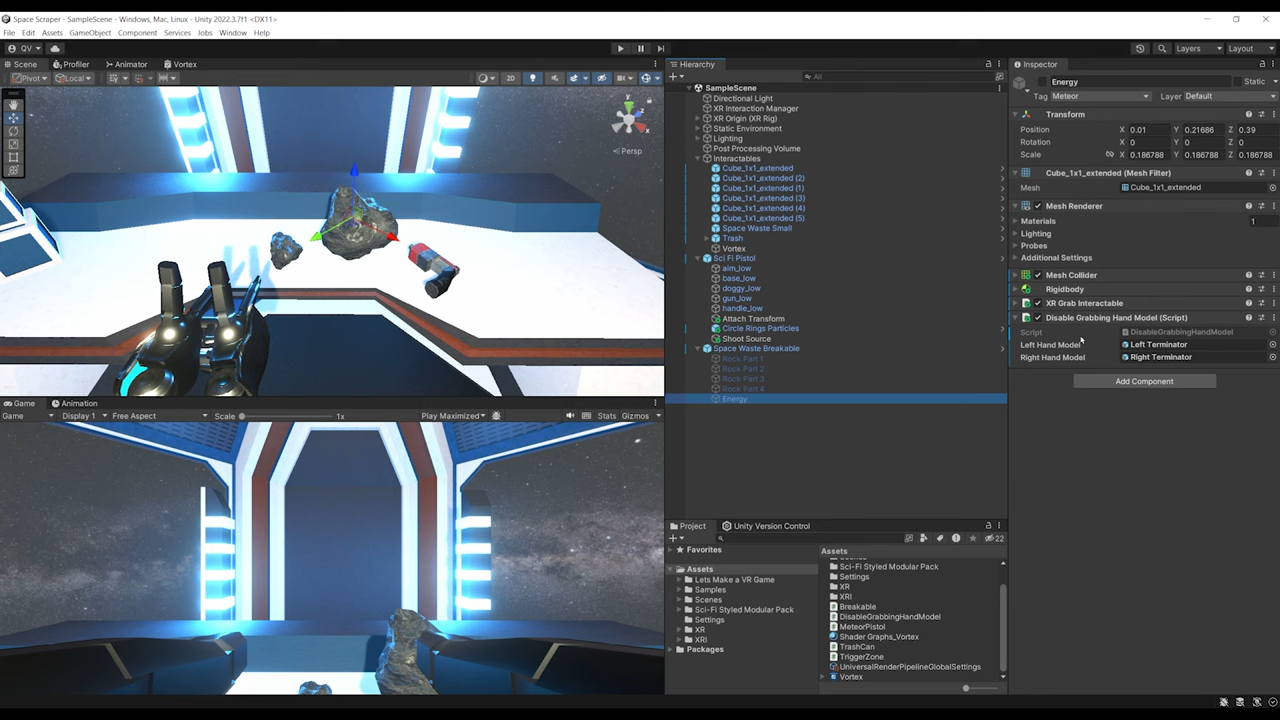 Space Scraper - SampleScene - Windows, Mac, Linux - Unity 2022.3.7f1 <DX11>
File Edit Assets GameObject Component Services Jobs Window Help
QV Layers Layout
Scene Profiler Animator Vortex
Pivot Local 2D
y
x
Persp
Game Animation
Game Display 1 Free Aspect Scale 1x Play Maximized Stats Gizmos
Hierarchy
All
SampleScene
Directional Light
XR Interaction Manager
XR Origin (XR Rig)
Static Environment
Lighting
Post Processing Volume
Interactables
Cube_1x1_extended
Cube_1x1_extended (2)
Cube_1x1_extended (1)
Cube_1x1_extended (3)
Cube_1x1_extended (4)
Cube_1x1_extended (5)
Space Waste Small
Trash
Vortex
Sci Fi Pistol
aim_low
base_low
doggy_low
gun_low
handle_low
Attach Transform
Circle Rings Particles
Shoot Source
Space Waste Breakable
Rock Part 1
Rock Part 2
Rock Part 3
Rock Part 4
Energy
Project Unity Version Control
22
Favorites
Assets
Lets Make a VR Game
Samples
Scenes
Sci-Fi Styled Modular Pack
Settings
XR
XRI
Packages
Assets
Sci-Fi Styled Modular Pack
Settings
XR
XRI
Breakable
DisableGrabbingHandModel
MeteorPistol
Shader Graphs_Vortex
TrashCan
TriggerZone
UniversalRenderPipelineGlobalSettings
Vortex
Inspector
Energy Static
Tag Meteor Layer Default
Transform
Position X 0.01 Y 0.21686 Z 0.39
Rotation X 0 Y 0 Z 0
Scale X 0.186788 Y 0.186788 Z 0.186788
Cube_1x1_extended (Mesh Filter)
Mesh Cube_1x1_extended
Mesh Renderer
Materials 1
Lighting
Probes
Additional Settings
Mesh Collider
Rigidbody
XR Grab Interactable
Disable Grabbing Hand Model (Script)
Script DisableGrabbingHandModel
Left Hand Model Left Terminator
Right Hand Model Right Terminator
Add Component